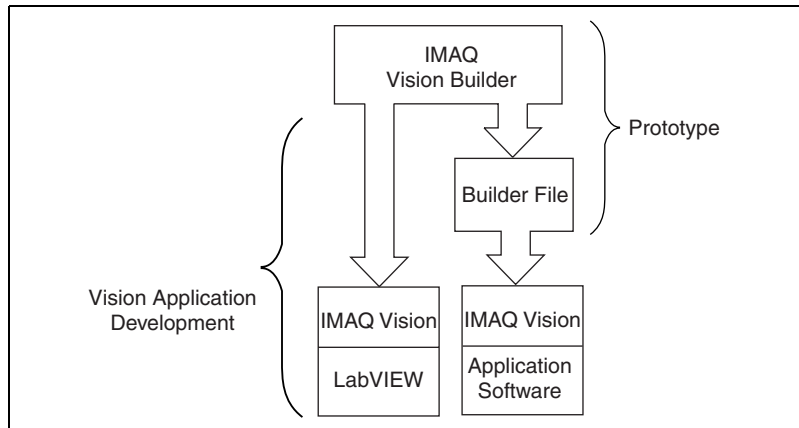 IMAQ
Vision Builder
Prototype
Builder File
Vision Application
Development
IMAQ Vision
LabVIEW
IMAQ Vision
Application
Software